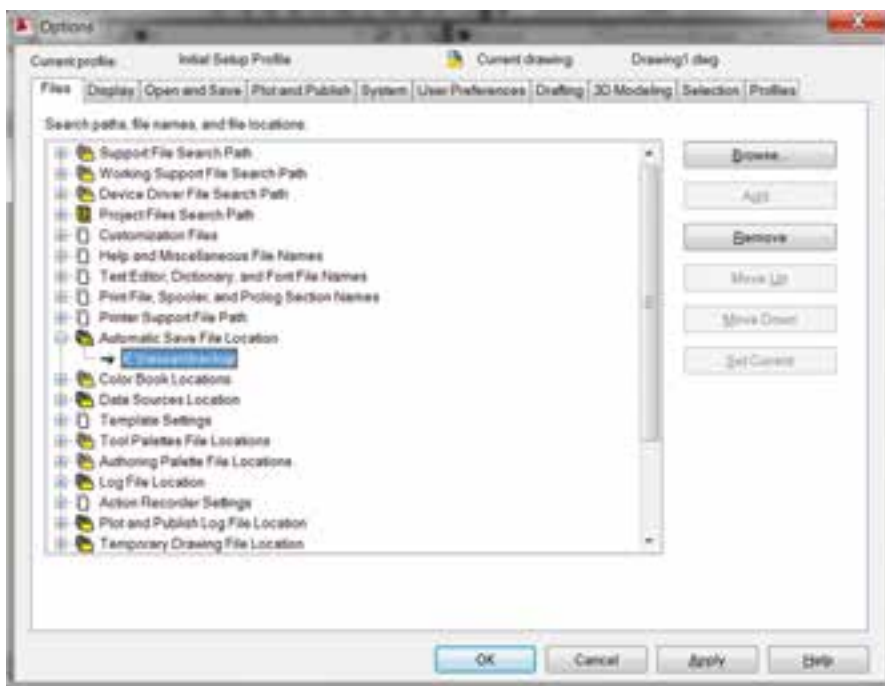 Options
Current profile: Initial Setup Profile Current drawing: Drawing1.dwg
Files Display Open and Save Plot and Publish System User Preferences Drafting 3D Modeling Selection Profiles
Search paths, file names, and file locations:
Support File Search Path
Working Support File Search Path
Device Driver File Search Path
Project Files Search Path
Customization Files
Help and Miscellaneous File Names
Text Editor, Dictionary, and Font File Names
Print File, Spooler, and Prolog Section Names
Printer Support File Path
Automatic Save File Location
Color Book Locations
Data Sources Location
Template Settings
Tool Palettes File Locations
Authoring Palette File Locations
Log File Location
Action Recorder Settings
Plot and Publish Log File Location
Temporary Drawing File Location
Browse...
Add
Remove
Move Up
Move Down
Set Current
OK Cancel Apply Help